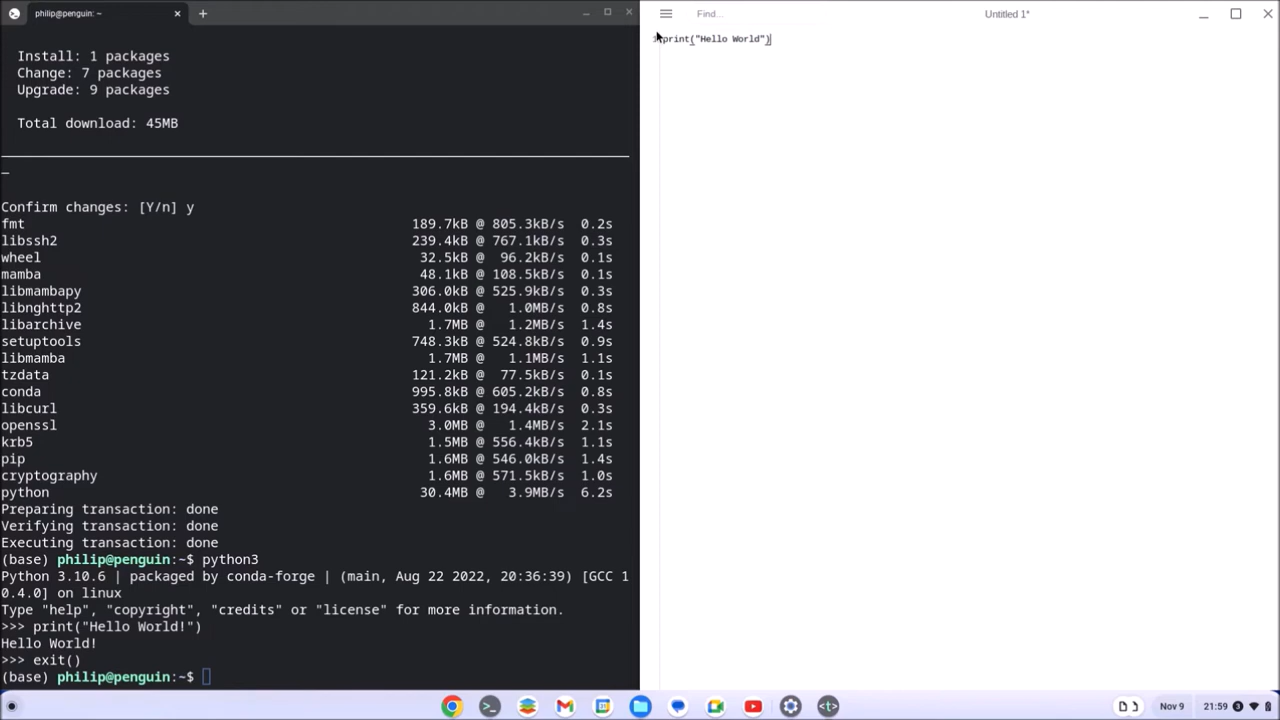 philip@penguin: ~
Install: 1 packages
Change: 7 packages
Upgrade: 9 packages
Total download: 45MB
Confirm changes: [Y/n] y
fmt 189.7kB @ 805.3kB/s 0.2s
libssh2 239.4kB @ 767.1kB/s 0.3s
wheel 32.5kB @ 96.2kB/s 0.1s
mamba 48.1kB @ 108.5kB/s 0.1s
libmambapy 306.0kB @ 525.9kB/s 0.3s
libnghttp2 844.0kB @ 1.0MB/s 0.8s
libarchive 1.7MB @ 1.2MB/s 1.4s
setuptools 748.3kB @ 524.8kB/s 0.9s
libmamba 1.7MB @ 1.1MB/s 1.1s
tzdata 121.2kB @ 77.5kB/s 0.1s
conda 995.8kB @ 605.2kB/s 0.8s
libcurl 359.6kB @ 194.4kB/s 0.3s
openssl 3.0MB @ 1.4MB/s 2.1s
krb5 1.5MB @ 556.4kB/s 1.1s
pip 1.6MB @ 546.0kB/s 1.4s
cryptography 1.6MB @ 571.5kB/s 1.0s
python 30.4MB @ 3.9MB/s 6.2s
Preparing transaction: done
Verifying transaction: done
Executing transaction: done
(base) philip@penguin:~$ python3
Python 3.10.6 | packaged by conda-forge | (main, Aug 22 2022, 20:36:39) [GCC 1
0.4.0] on linux
Type "help", "copyright", "credits" or "license" for more information.
>>> print("Hello World!")
Hello World!
>>> exit()
(base) philip@penguin:~$
Find...
Untitled 1*
print("Hello World")
<t>
Nov 9
21:59
3